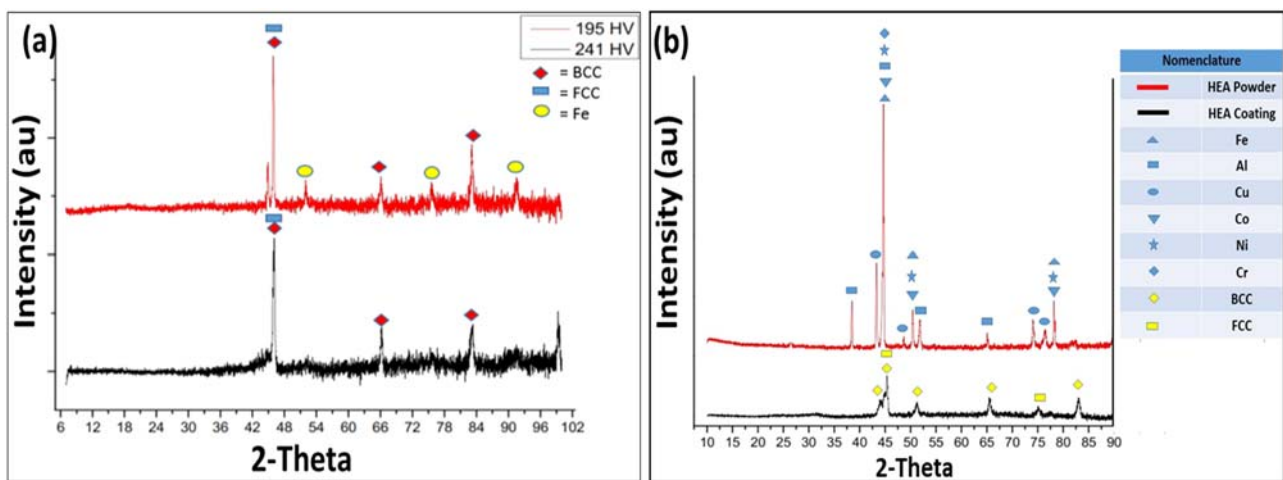 (a)
195 HV
241 HV
= BCC
= FCC
= Fe
Intensity (au)
Intensity (au)
6 12 18 24 30 36 42 48 54 60 66 72 78 84 90 96 102
2-Theta
(b)
Nomenclature
HEA Powder
HEA Coating
Fe
Al
Cu
Co
Ni
Cr
BCC
FCC
Intensity (au)
10 15 20 25 30 35 40 45 50 55 60 65 70 75 80 85 90
2-Theta